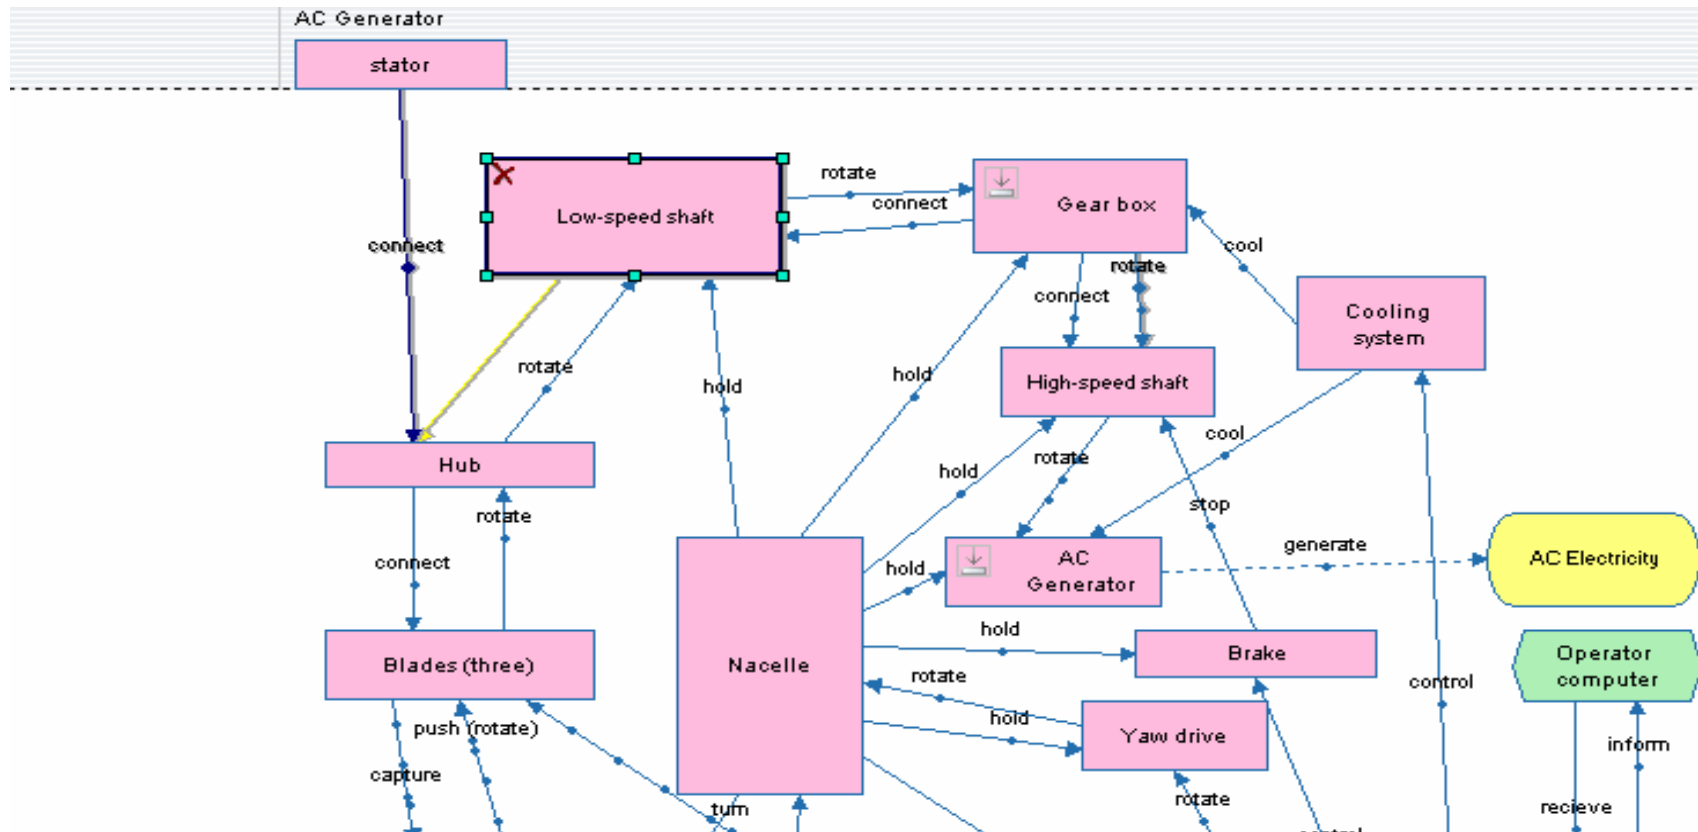 AC Generator
stator
connect
Low-speed shaft
rotate
connect
Gear box
cool
rotate
connect
Cooling
system
rotate
hold
hold
High-speed shaft
cool
Hub
rotate
hold
rotate
stop
connect
hold
AC
Generator
generate
AC Electricity
Blades (three)
Nacelle
hold
Brake
Operator
computer
rotate
control
push (rotate)
hold
Yaw drive
inform
capture
turn
rotate
recieve
control